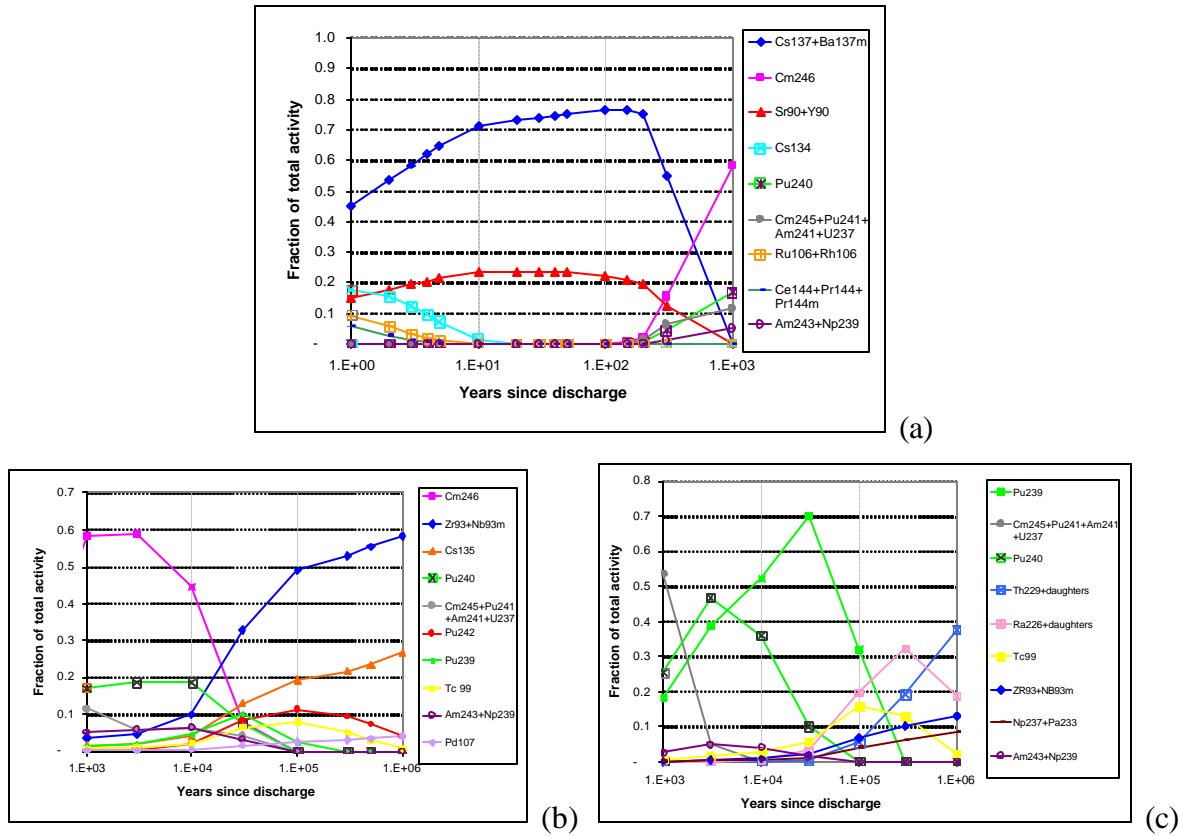 1.0
0.9
0.8
0.7
0.6
0.5
0.4
0.3
0.2
0.1
-
1.E+00 1.E+01 1.E+02 1.E+03
Years since discharge
Fraction of total activity
Cs137+Ba137m
Cm246
Sr90+Y90
Cs134
Pu240
Cm245+Pu241+
Am241+U237
Ru106+Rh106
Ce144+Pr144+
Pr144m
Am243+Np239
(a)
0.7
0.6
0.5
0.4
0.3
0.2
0.1
-
1.E+03 1.E+04 1.E+05 1.E+06
Years since discharge
Fraction of total activity
Cm246
Zr93+Nb93m
Cs135
Pu240
Cm245+Pu241
+Am241+U237
Pu242
Pu239
Tc 99
Am243+Np239
Pd107
(b)
0.8
0.7
0.6
0.5
0.4
0.3
0.2
0.1
-
1.E+03 1.E+04 1.E+05 1.E+06
Years since discharge
Fraction of total activity
Pu239
Cm245+Pu241+Am241
+U237
Pu240
Th229+daughters
Ra226+daughters
Tc99
ZR93+NB93m
Np237+Pa233
Am243+Np239
(c)